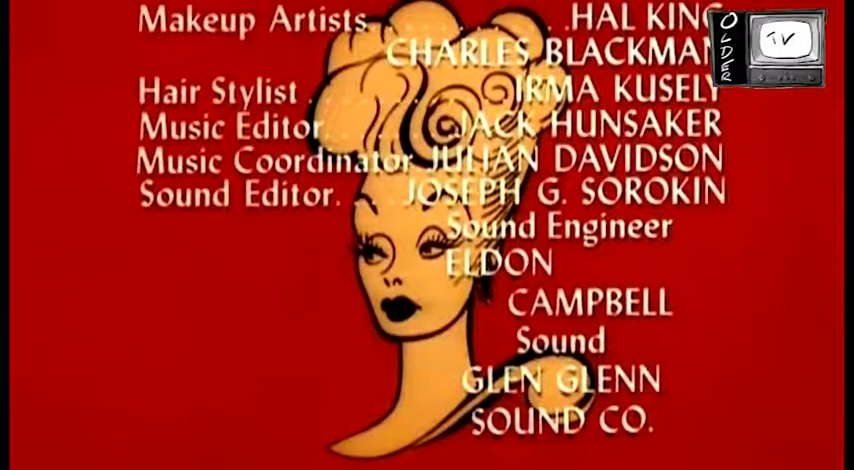 Makeup Artists. . . . . . . . . . HAL KING
CHARLES BLACKMAN
Hair Stylist . . . . . . . . . IRMA KUSELY
Music Editor. . . . . . . JACK HUNSAKER
Music Coordinator JULIAN DAVIDSON
Sound Editor. . . . . JOSEPH G. SOROKIN
Sound Engineer
ELDON
CAMPBELL
Sound
GLEN GLENN
SOUND CO.
OLDER
TV